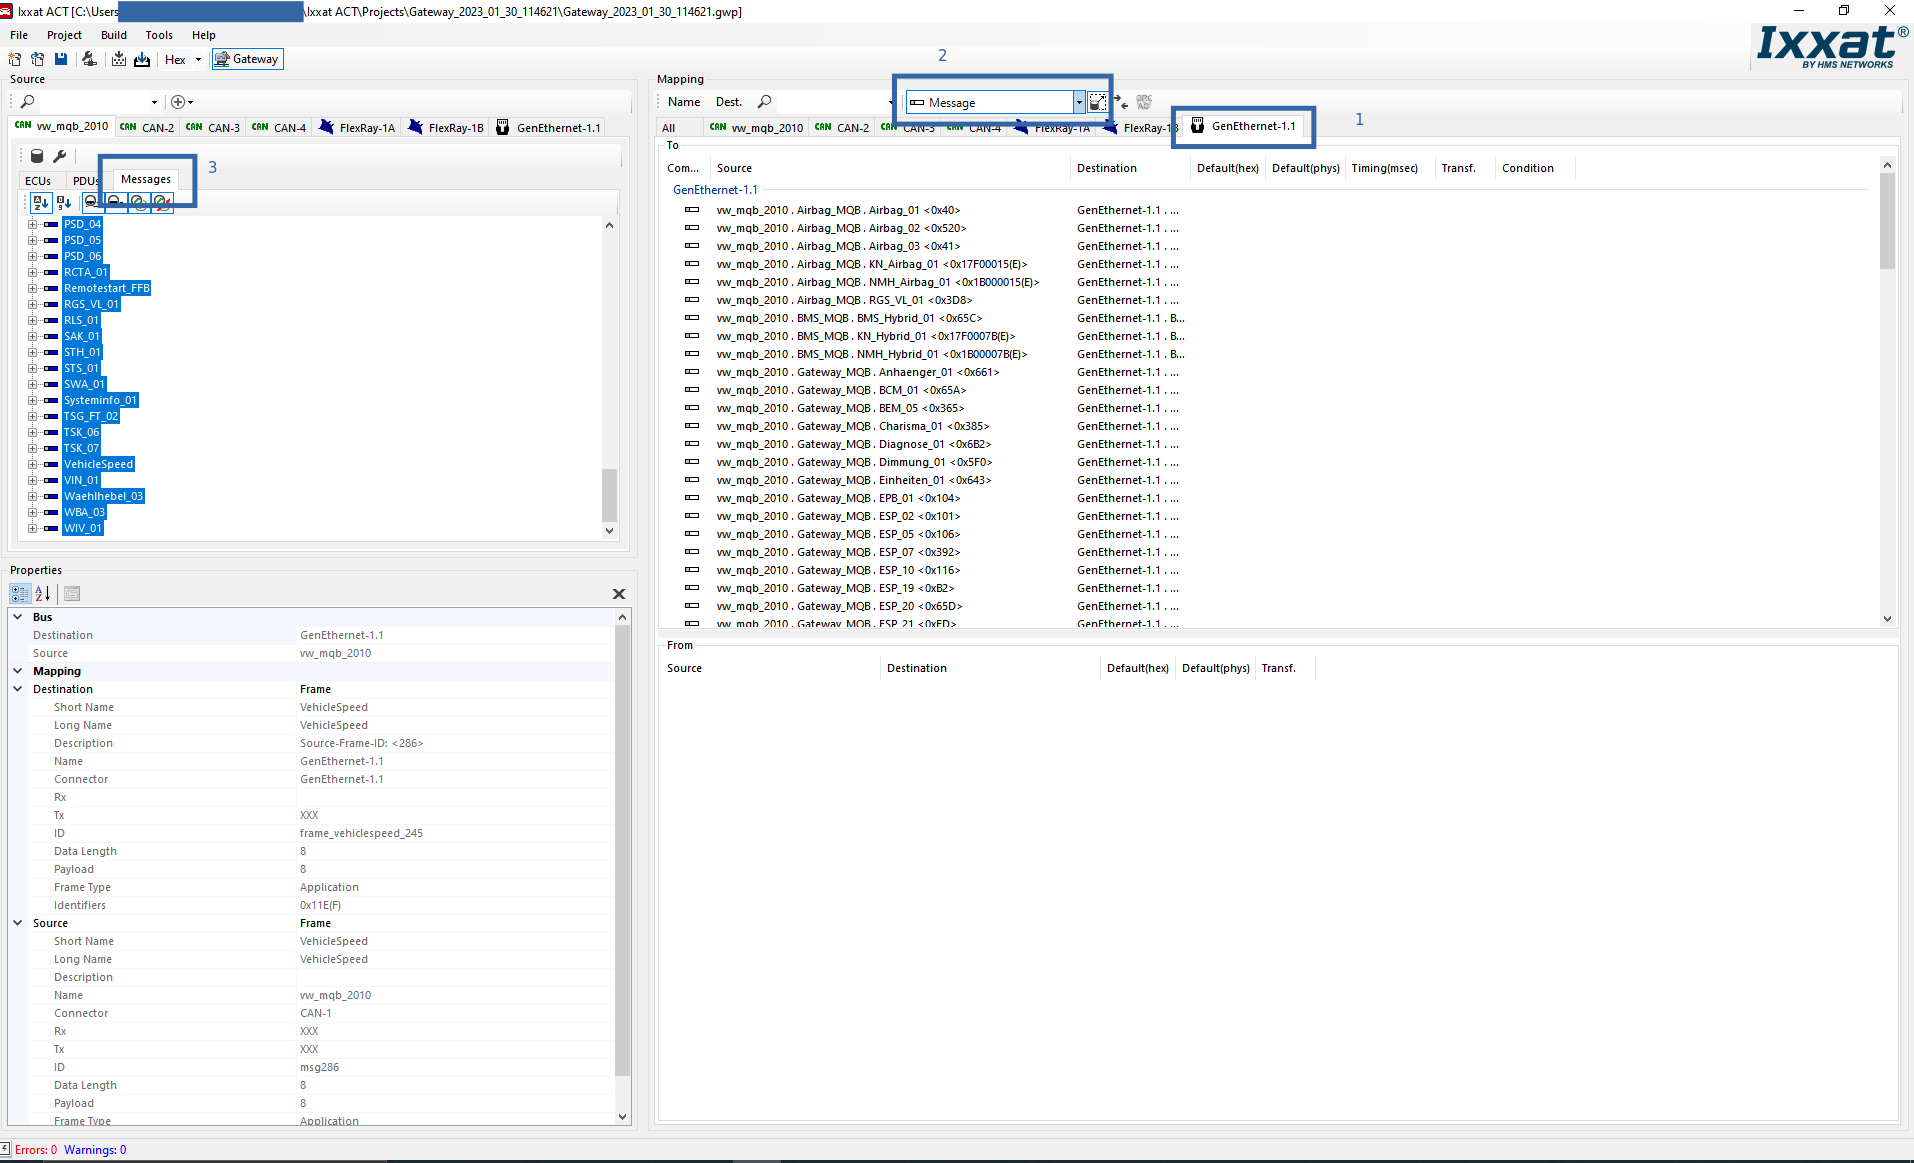 Ixxat ACT [C:\Users \Ixxat ACT\Projects\Gateway_2023_01_30_114621\Gateway_2023_01_30_114621.gwp]
File Project Build Tools Help
Ixxat®
BY HMS NETWORKS
Hex Gateway
Source
CAN vw_mqb_2010 CAN CAN-2 CAN CAN-3 CAN CAN-4 FlexRay-1A FlexRay-1B GenEthernet-1.1
ECUs PDUs Messages 3
PSD_04
PSD_05
PSD_06
RCTA_01
Remotestart_FFB
RGS_VL_01
RLS_01
SAK_01
STH_01
STS_01
SWA_01
Systeminfo_01
TSG_FT_02
TSK_06
TSK_07
VehicleSpeed
VIN_01
Waehlhebel_03
WBA_03
WIV_01
Properties
Bus
Destination GenEthernet-1.1
Source vw_mqb_2010
Mapping
Destination Frame
Short Name VehicleSpeed
Long Name VehicleSpeed
Description Source-Frame-ID: <286>
Name GenEthernet-1.1
Connector GenEthernet-1.1
Rx
Tx XXX
ID frame_vehiclespeed_245
Data Length 8
Payload 8
Frame Type Application
Identifiers 0x11E(F)
Source Frame
Short Name VehicleSpeed
Long Name VehicleSpeed
Description
Name vw_mqb_2010
Connector CAN-1
Rx XXX
Tx XXX
ID msg286
Data Length 8
Payload 8
Frame Type Application
Mapping 2
Name Dest. Message
All CAN vw_mqb_2010 CAN CAN-2 CAN CAN-3 CAN CAN-4 FlexRay-1A FlexRay-1B GenEthernet-1.1 1
To
Com... Source Destination Default(hex) Default(phys) Timing(msec) Transf. Condition
GenEthernet-1.1
vw_mqb_2010 . Airbag_MQB . Airbag_01 <0x40> GenEthernet-1.1 . ...
vw_mqb_2010 . Airbag_MQB . Airbag_02 <0x520> GenEthernet-1.1 . ...
vw_mqb_2010 . Airbag_MQB . Airbag_03 <0x41> GenEthernet-1.1 . ...
vw_mqb_2010 . Airbag_MQB . KN_Airbag_01 <0x17F00015(E)> GenEthernet-1.1 . ...
vw_mqb_2010 . Airbag_MQB . NMH_Airbag_01 <0x1B000015(E)> GenEthernet-1.1 . ...
vw_mqb_2010 . Airbag_MQB . RGS_VL_01 <0x3D8> GenEthernet-1.1 . ...
vw_mqb_2010 . BMS_MQB . BMS_Hybrid_01 <0x65C> GenEthernet-1.1 . B...
vw_mqb_2010 . BMS_MQB . KN_Hybrid_01 <0x17F0007B(E)> GenEthernet-1.1 . B...
vw_mqb_2010 . BMS_MQB . NMH_Hybrid_01 <0x1B00007B(E)> GenEthernet-1.1 . B...
vw_mqb_2010 . Gateway_MQB . Anhaenger_01 <0x661> GenEthernet-1.1 . ...
vw_mqb_2010 . Gateway_MQB . BCM_01 <0x65A> GenEthernet-1.1 . ...
vw_mqb_2010 . Gateway_MQB . BEM_05 <0x365> GenEthernet-1.1 . ...
vw_mqb_2010 . Gateway_MQB . Charisma_01 <0x385> GenEthernet-1.1 . ...
vw_mqb_2010 . Gateway_MQB . Diagnose_01 <0x6B2> GenEthernet-1.1 . ...
vw_mqb_2010 . Gateway_MQB . Dimmung_01 <0x5F0> GenEthernet-1.1 . ...
vw_mqb_2010 . Gateway_MQB . Einheiten_01 <0x643> GenEthernet-1.1 . ...
vw_mqb_2010 . Gateway_MQB . EPB_01 <0x104> GenEthernet-1.1 . ...
vw_mqb_2010 . Gateway_MQB . ESP_02 <0x101> GenEthernet-1.1 . ...
vw_mqb_2010 . Gateway_MQB . ESP_05 <0x106> GenEthernet-1.1 . ...
vw_mqb_2010 . Gateway_MQB . ESP_07 <0x392> GenEthernet-1.1 . ...
vw_mqb_2010 . Gateway_MQB . ESP_10 <0x116> GenEthernet-1.1 . ...
vw_mqb_2010 . Gateway_MQB . ESP_19 <0xB2> GenEthernet-1.1 . ...
vw_mqb_2010 . Gateway_MQB . ESP_20 <0x65D> GenEthernet-1.1 . ...
vw_mqb_2010 . Gateway_MQB . ESP_21 <0xFD> GenEthernet-1.1 . ...
From
Source Destination Default(hex) Default(phys) Transf.
Errors: 0 Warnings: 0